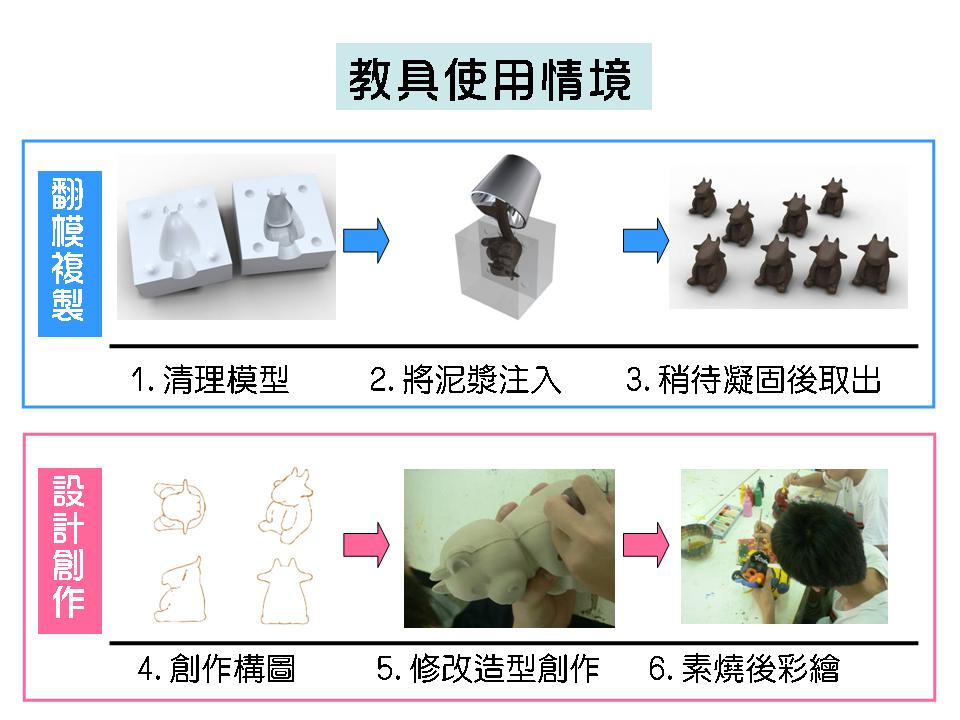 教具使用情境
翻模複製
1.清理模型
2.將泥漿注入
3.稍待凝固後取出
設計創作
4.創作構圖
5.修改造型創作
6.素燒後彩繪